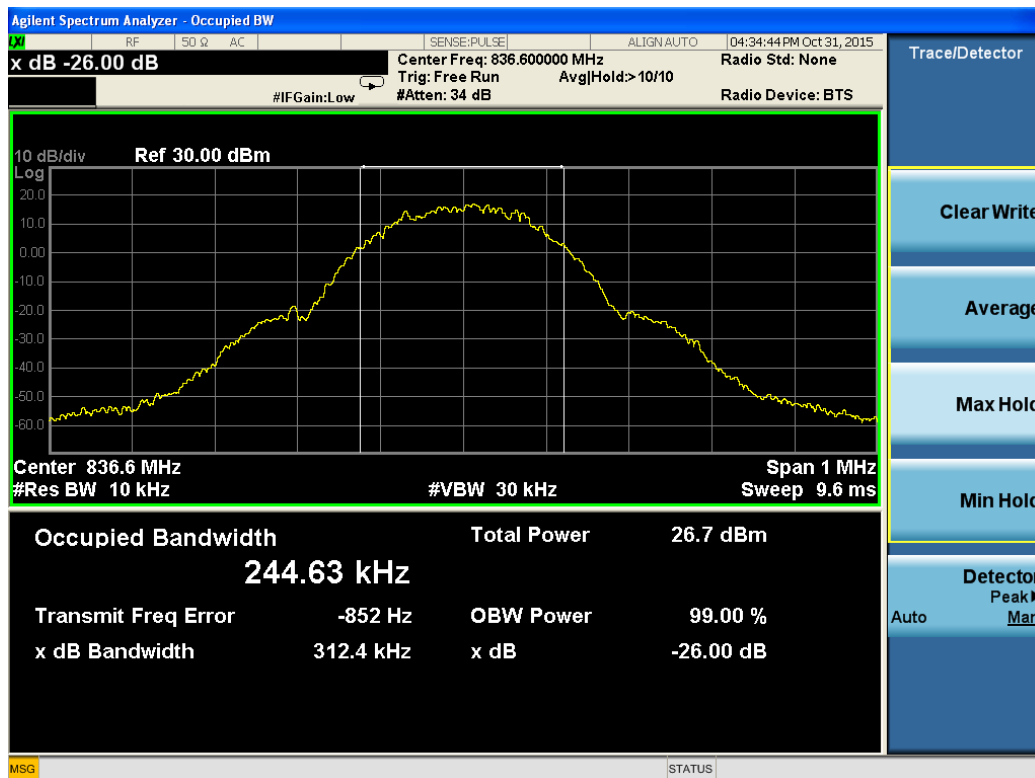 Agilent Spectrum Analyzer - Occupied BW
LXI RF 50 Ω AC SENSE:PULSE ALIGN AUTO 04:34:44 PM Oct 31, 2015
x dB -26.00 dB
Center Freq: 836.600000 MHz Radio Std: None
Trig: Free Run Avg|Hold:>10/10
#IFGain:Low #Atten: 34 dB Radio Device: BTS
10 dB/div Ref 30.00 dBm
Log
20.0
10.0
0.00
-10.0
-20.0
-30.0
-40.0
-50.0
-60.0
Center 836.6 MHz Span 1 MHz
#Res BW 10 kHz #VBW 30 kHz Sweep 9.6 ms
Occupied Bandwidth Total Power 26.7 dBm
244.63 kHz
Transmit Freq Error -852 Hz OBW Power 99.00 %
x dB Bandwidth 312.4 kHz x dB -26.00 dB
MSG STATUS
Trace/Detector
Clear Write
Average
Max Hold
Min Hold
Detector
Peak
Auto Man